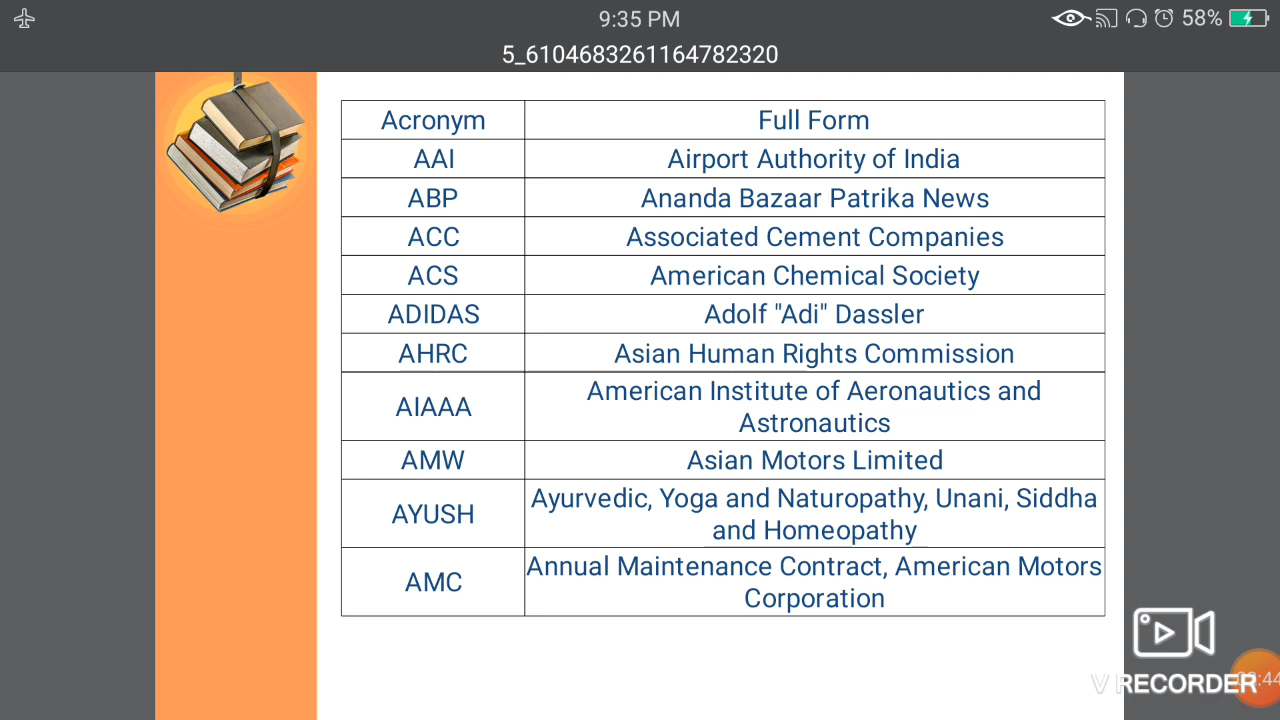 9:35 PM
58%
5_6104683261164782320
Acronym Full Form
AAI Airport Authority of India
ABP Ananda Bazaar Patrika News
ACC Associated Cement Companies
ACS American Chemical Society
ADIDAS Adolf "Adi" Dassler
AHRC Asian Human Rights Commission
AIAAA American Institute of Aeronautics and
Astronautics
AMW Asian Motors Limited
AYUSH Ayurvedic, Yoga and Naturopathy, Unani, Siddha
and Homeopathy
AMC Annual Maintenance Contract, American Motors
Corporation
V RECORDER